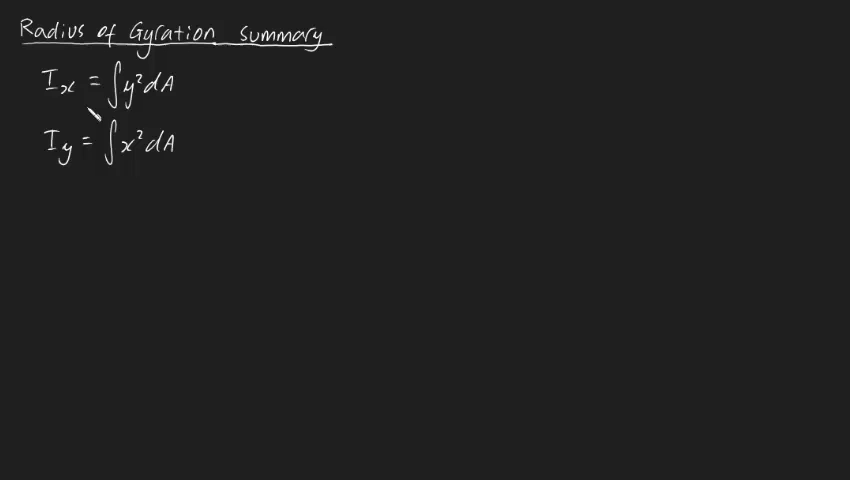 Radius of Gyration summary
Ix = ∫y²dA
Iy = ∫x²dA